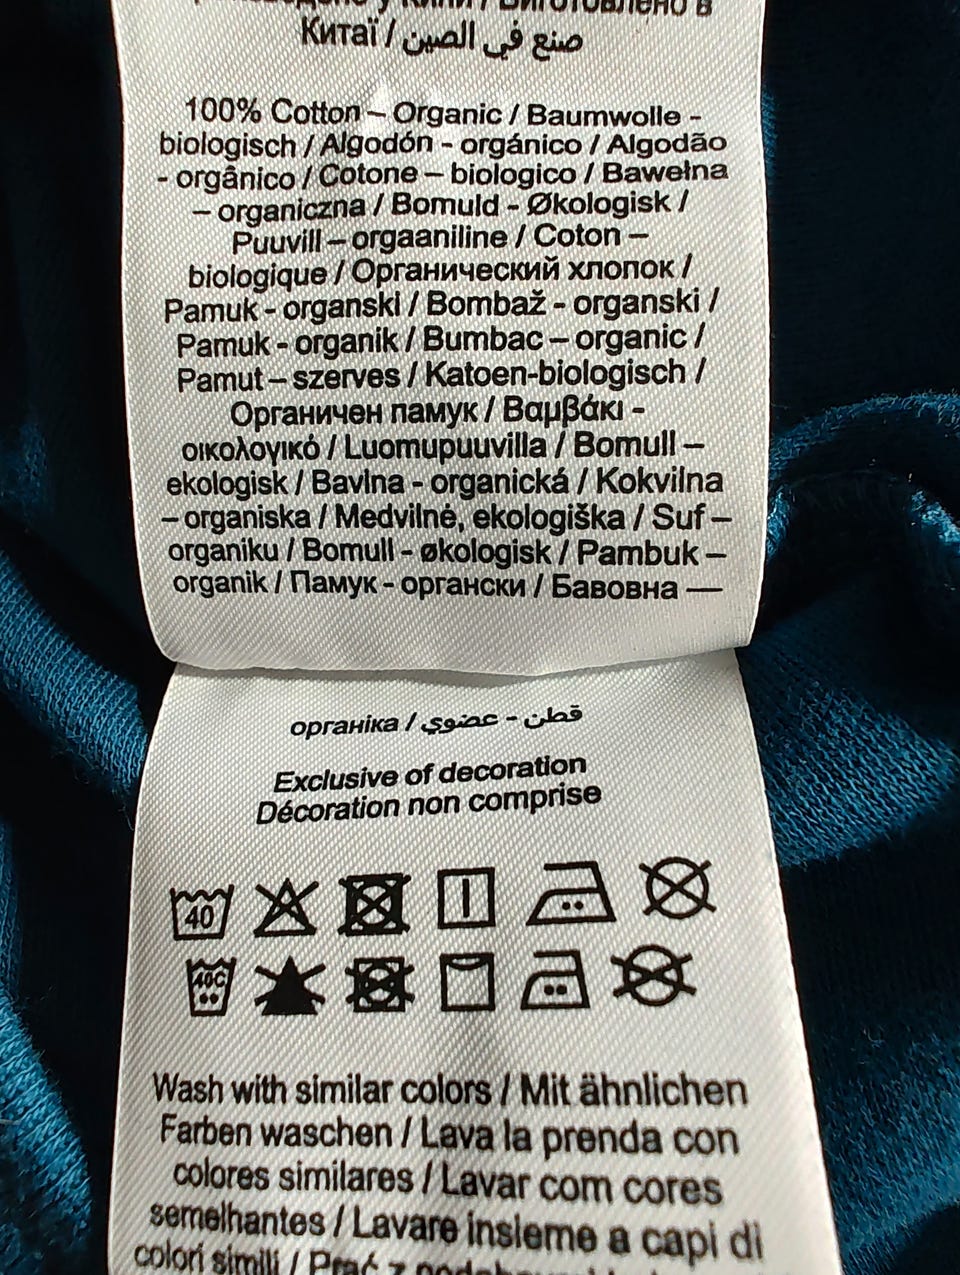 Китаї / صنع في الصين
100% Cotton – Organic / Baumwolle -
biologisch / Algodón - orgánico / Algodão
- orgânico / Cotone – biologico / Bawełna
– organiczna / Bomuld - Økologisk /
Puuvill – orgaaniline / Coton –
biologique / Органический хлопок /
Pamuk - organski / Bombaž - organski /
Pamuk - organik / Bumbac – organic /
Pamut – szerves / Katoen-biologisch /
Органичен памук / Βαμβάκι -
οικολογικό / Luomupuuvilla / Bomull –
ekologisk / Bavlna - organická / Kokvilna
– organiska / Medvilnė, ekologiška / Suf –
organiku / Bomull - økologisk / Pambuk –
organik / Памук - органски / Бавовна —
органіка / قطن - عضوي
Exclusive of decoration
Décoration non comprise
40
40C
Wash with similar colors / Mit ähnlichen
Farben waschen / Lava la prenda con
colores similares / Lavar com cores
semelhantes / Lavare insieme a capi di
colori simili / Prać z